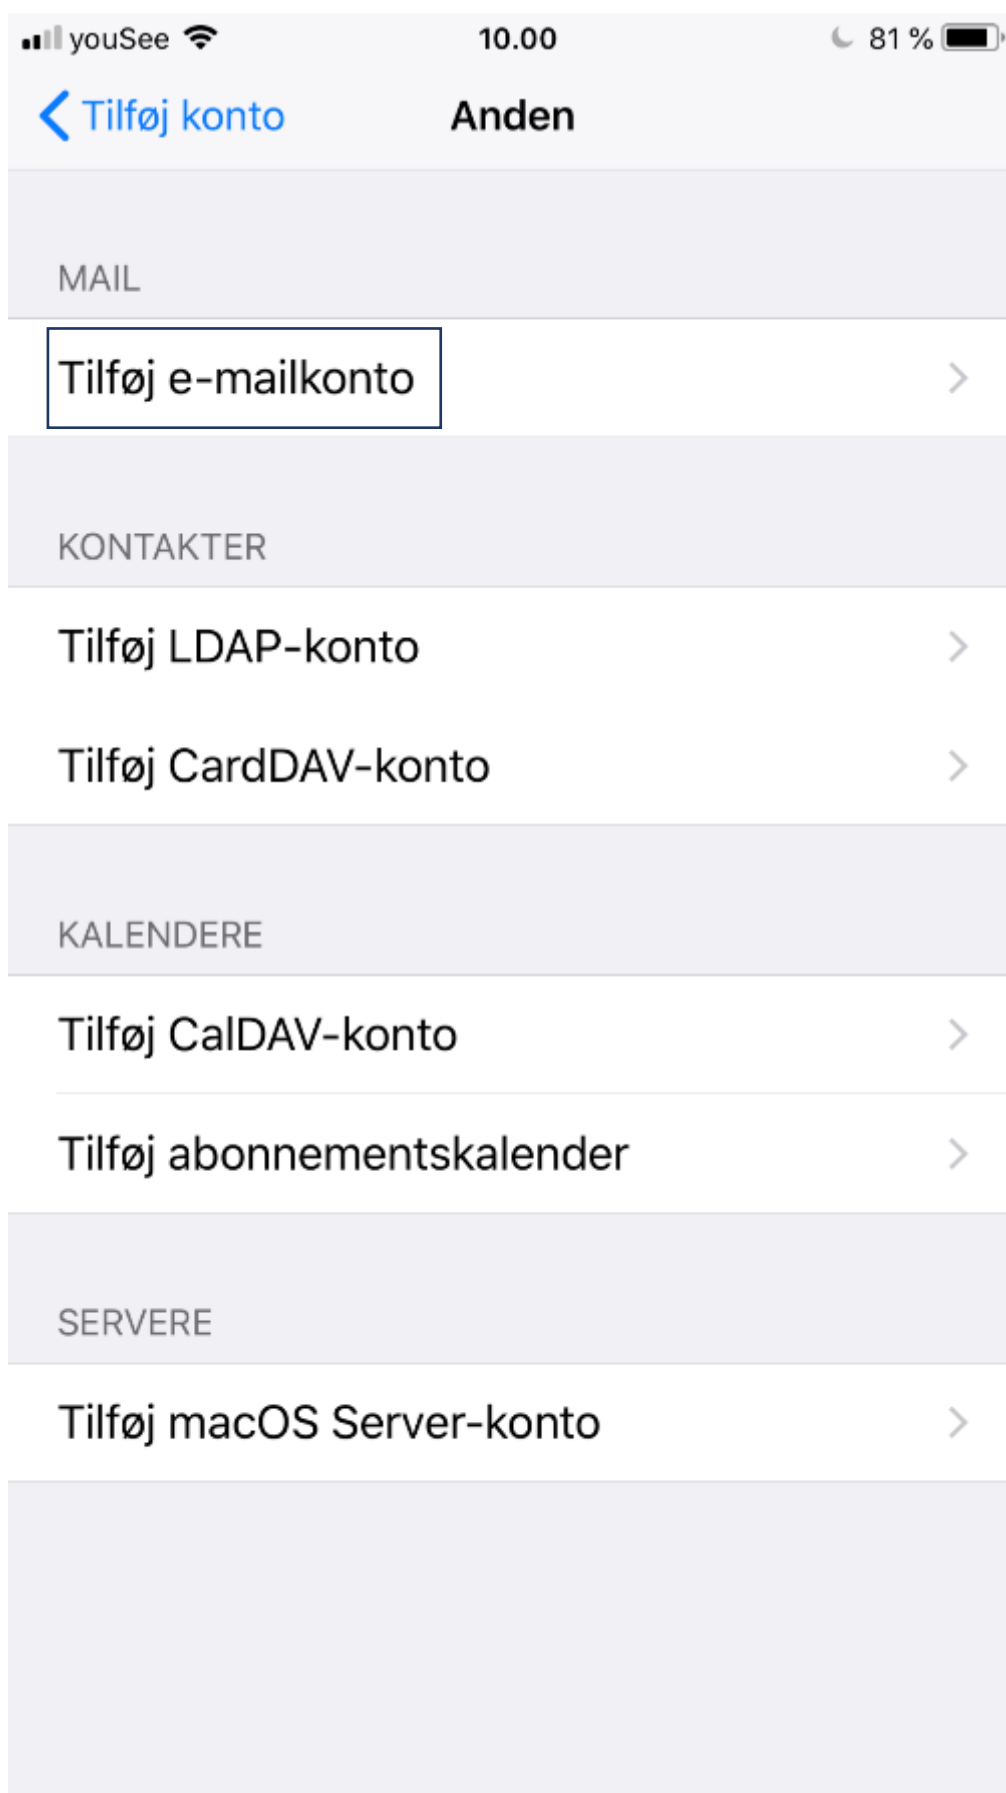 youSee 10.00 81 %
Tilføj konto Anden
MAIL
Tilføj e-mailkonto
KONTAKTER
Tilføj LDAP-konto
Tilføj CardDAV-konto
KALENDERE
Tilføj CalDAV-konto
Tilføj abonnementskalender
SERVERE
Tilføj macOS Server-konto